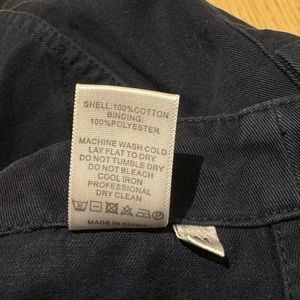 SHELL:100%COTTON
BINDING:
100%POLYESTER
MACHINE WASH COLD
LAY FLAT TO DRY
DO NOT TUMBLE DRY
DO NOT BLEACH
COOL IRON
PROFESSIONAL
DRY CLEAN
MADE IN CHINA